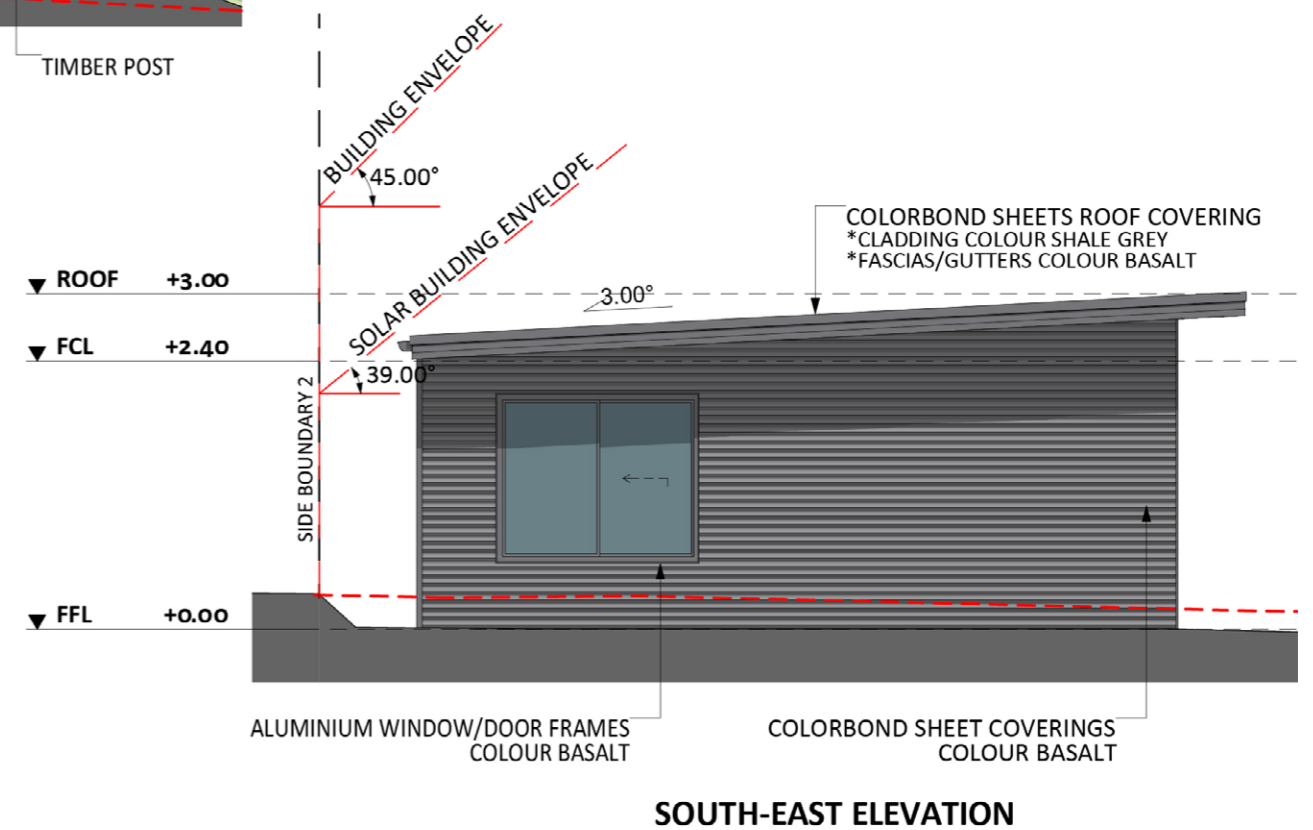 TIMBER POST
BUILDING ENVELOPE
45.00°
SOLAR BUILDING ENVELOPE
39.00°
COLORBOND SHEETS ROOF COVERING
*CLADDING COLOUR SHALE GREY
*FASCIAS/GUTTERS COLOUR BASALT
ROOF +3.00
3.00°
FCL +2.40
SIDE BOUNDARY 2
FFL +0.00
ALUMINIUM WINDOW/DOOR FRAMES
COLOUR BASALT
COLORBOND SHEET COVERINGS
COLOUR BASALT
SOUTH-EAST ELEVATION